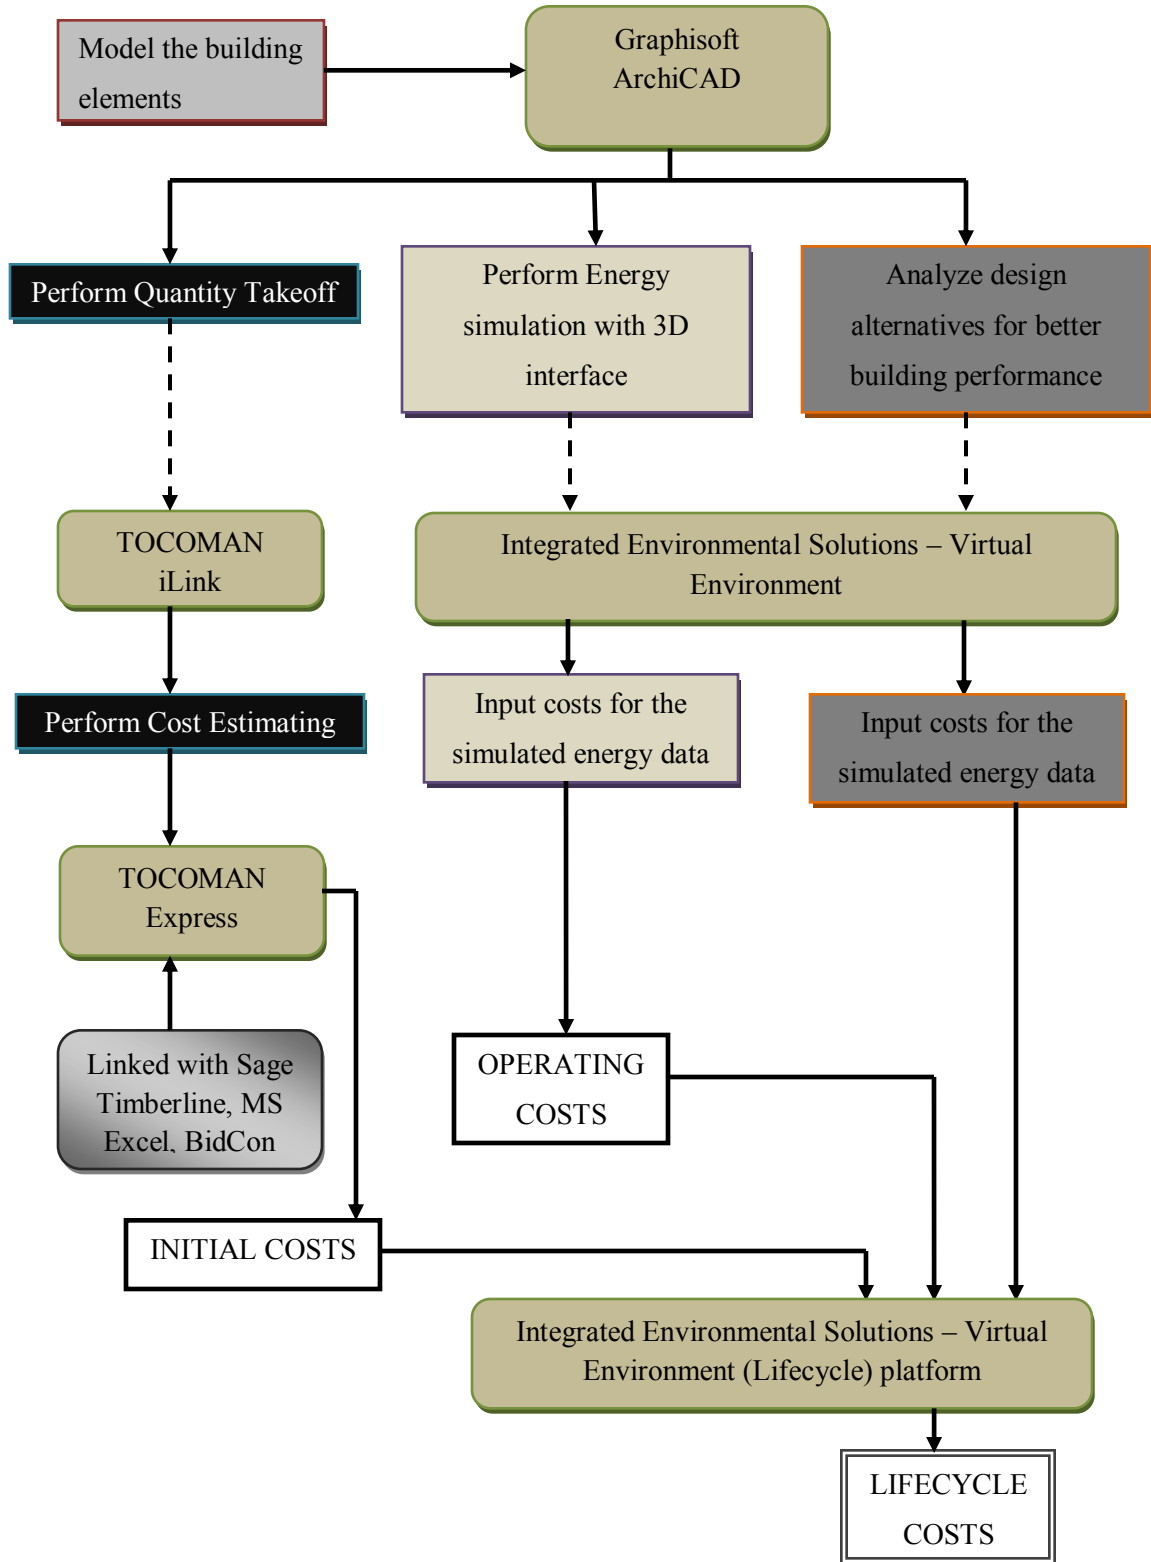 Model the building
elements
Graphisoft
ArchiCAD
Perform Quantity Takeoff
Perform Energy
simulation with 3D
interface
Analyze design
alternatives for better
building performance
TOCOMAN
iLink
Integrated Environmental Solutions – Virtual
Environment
Perform Cost Estimating
Input costs for the
simulated energy data
Input costs for the
simulated energy data
TOCOMAN
Express
Linked with Sage
Timberline, MS
Excel, BidCon
OPERATING
COSTS
INITIAL COSTS
Integrated Environmental Solutions – Virtual
Environment (Lifecycle) platform
LIFECYCLE
COSTS